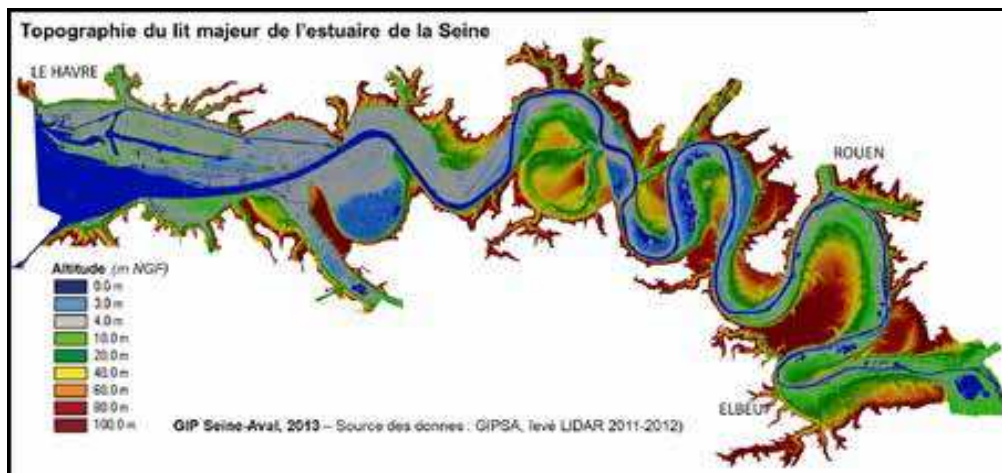 Topographie du lit majeur de l'estuaire de la Seine
LE HAVRE
ROUEN
Altitude (m NGF)
0.0 m
3.0 m
4.0 m
10.0 m
20.0 m
40.0 m
60.0 m
80.0 m
100.0 m
ELBEUF
GIP Seine-Aval, 2013 – Source des donnes : GIPSA, levé LIDAR 2011-2012)